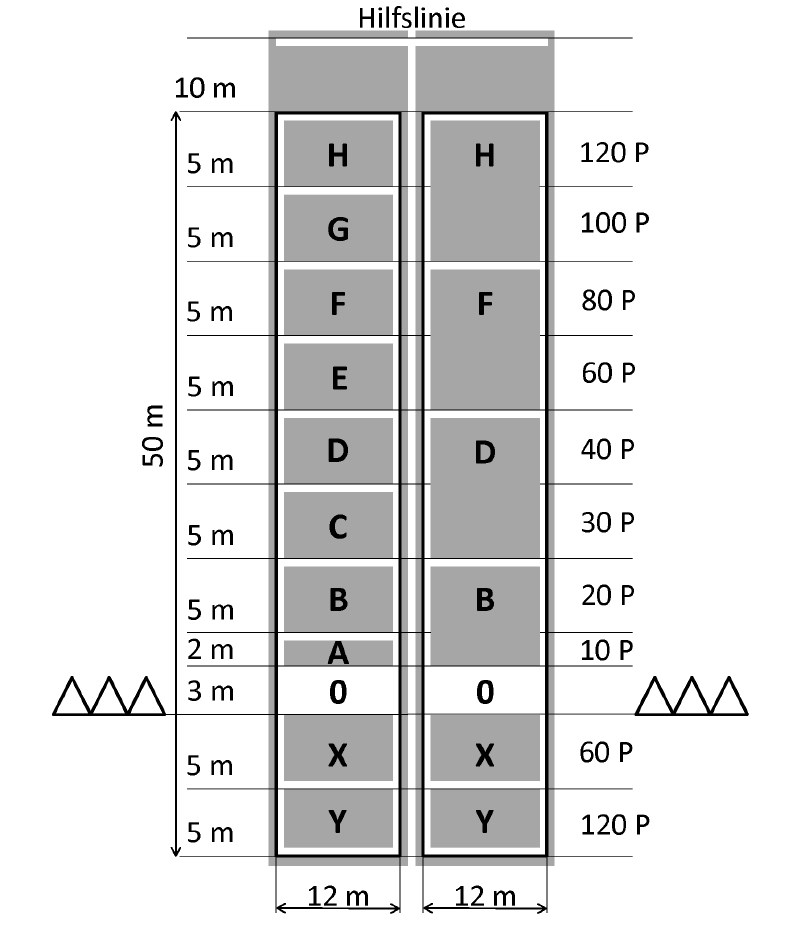 Hilfslinie
10 m
5 m H H 120 P
5 m G 100 P
5 m F F 80 P
5 m E 60 P
50 m
5 m D D 40 P
5 m C 30 P
5 m B B 20 P
2 m A 10 P
3 m 0 0
5 m X X 60 P
5 m Y Y 120 P
12 m 12 m